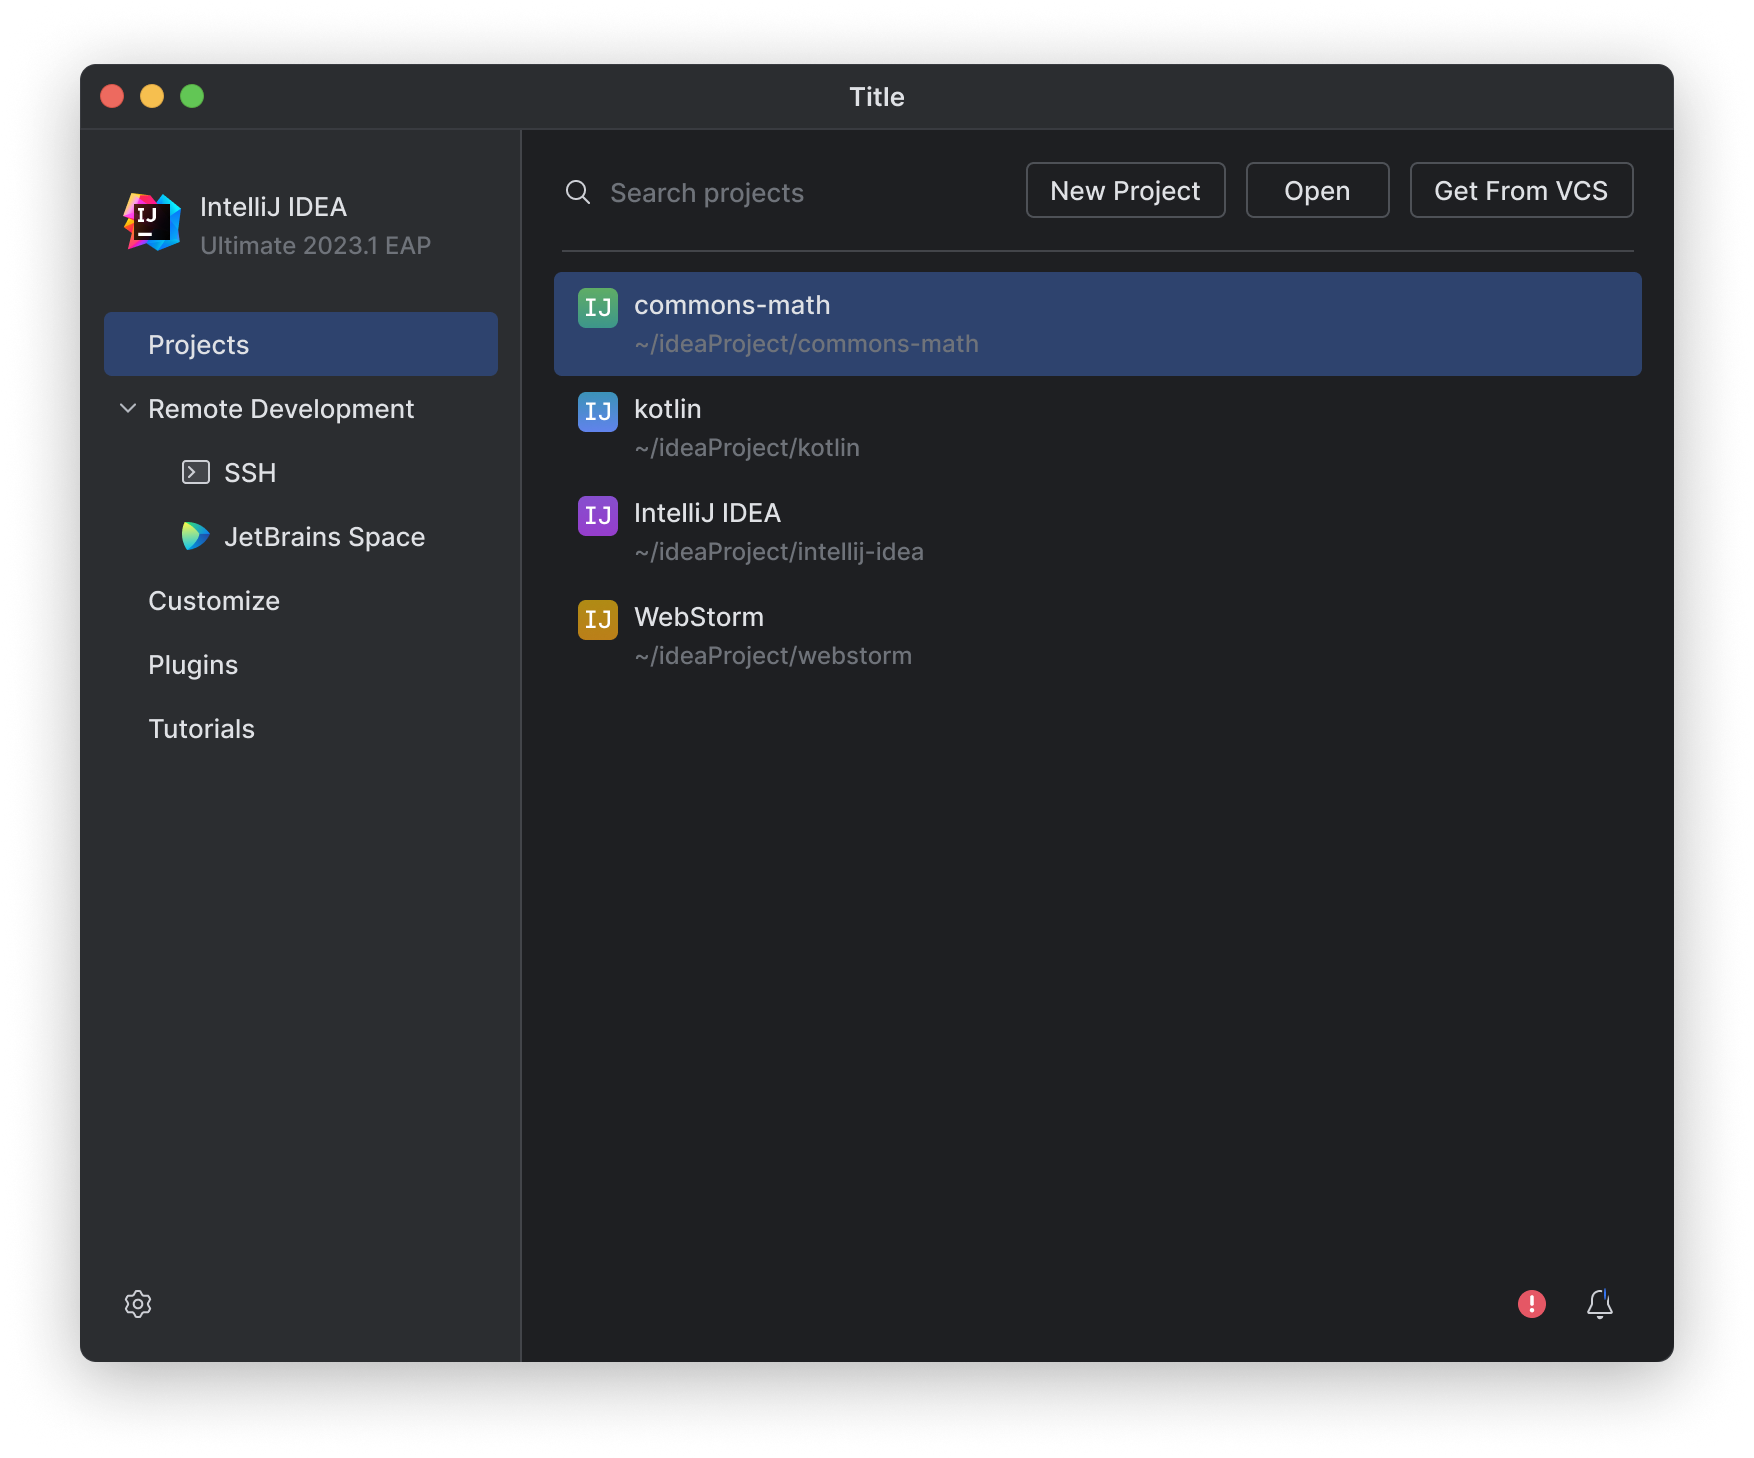 Title
IJ
IntelliJ IDEA
Ultimate 2023.1 EAP
Projects
Remote Development
SSH
JetBrains Space
Customize
Plugins
Tutorials
Search projects
New Project
Open
Get From VCS
IJ
commons-math
~/ideaProject/commons-math
IJ
kotlin
~/ideaProject/kotlin
IJ
IntelliJ IDEA
~/ideaProject/intellij-idea
IJ
WebStorm
~/ideaProject/webstorm